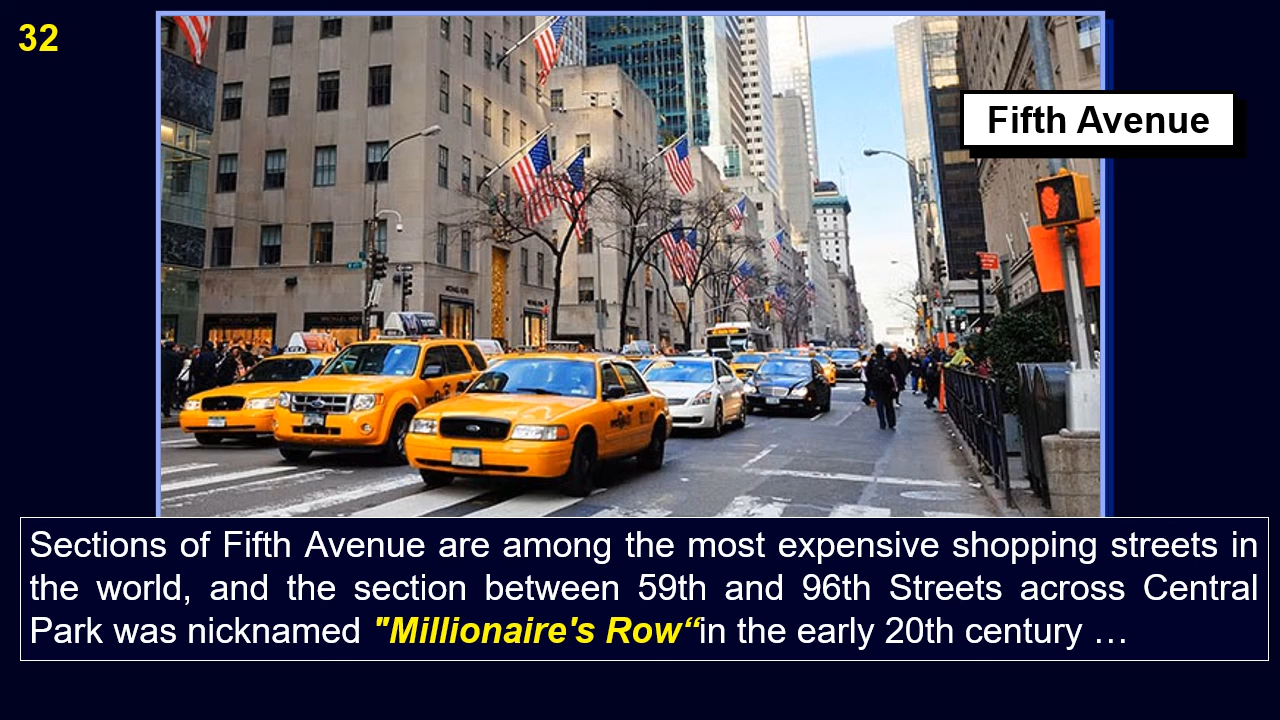 32
Fifth Avenue
Sections of Fifth Avenue are among the most expensive shopping streets in
the world, and the section between 59th and 96th Streets across Central
Park was nicknamed "Millionaire's Row“in the early 20th century …